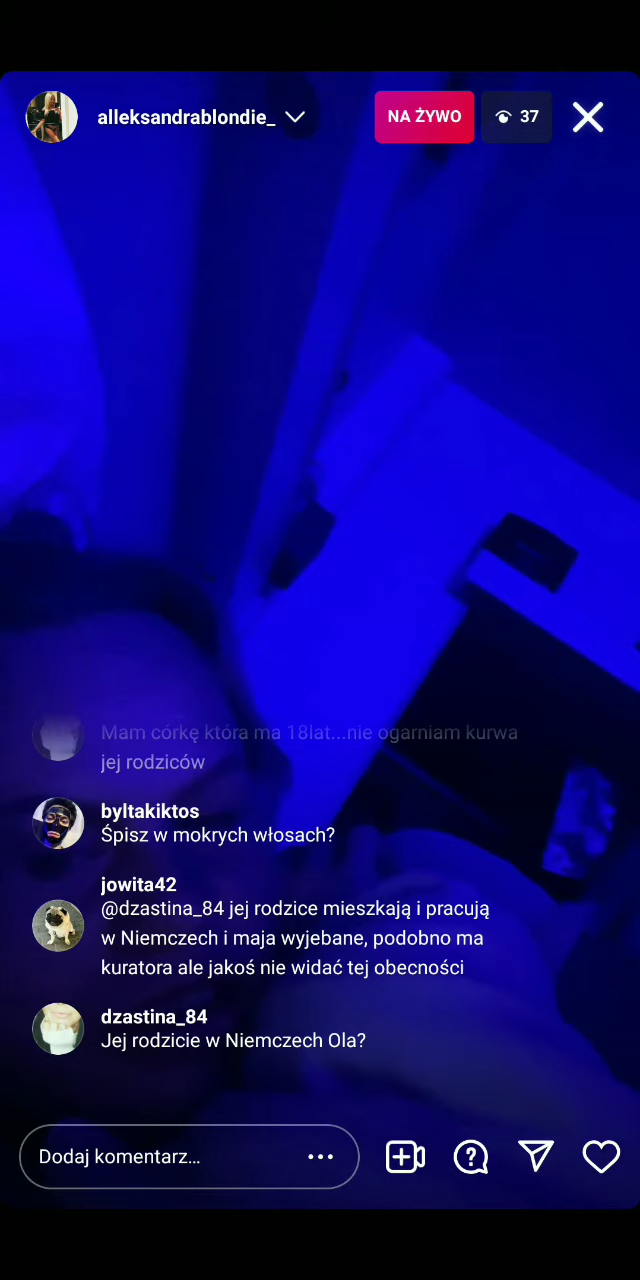 alleksandrablondie_
NA ŻYWO
37
Mam córkę która ma 18lat...nie ogarniam kurwa
jej rodziców
byltakiktos
Śpisz w mokrych włosach?
jowita42
@dzastina_84 jej rodzice mieszkają i pracują
w Niemczech i maja wyjebane, podobno ma
kuratora ale jakoś nie widać tej obecności
dzastina_84
Jej rodzicie w Niemczech Ola?
Dodaj komentarz...